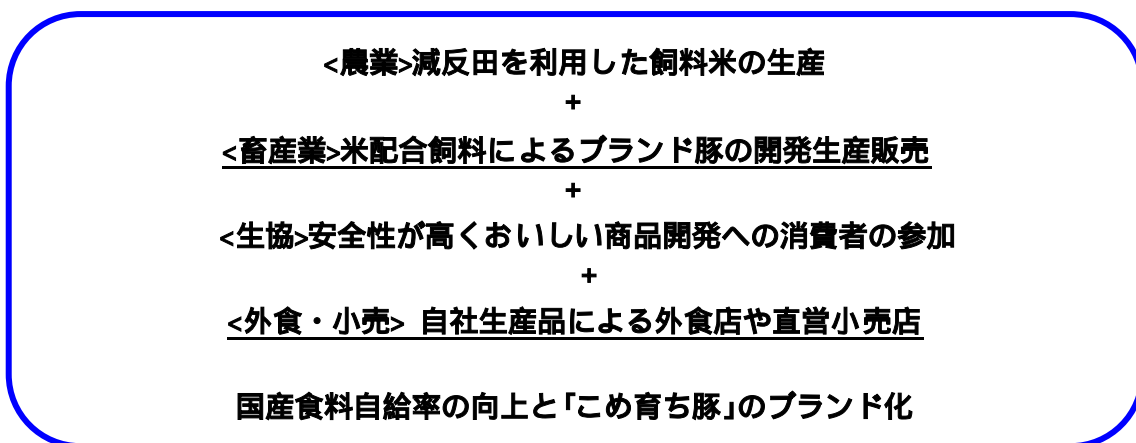 <農業>減反田を利用した飼料米の生産
+
<畜産業>米配合飼料によるブランド豚の開発生産販売
+
<生協>安全性が高くおいしい商品開発への消費者の参加
+
<外食・小売> 自社生産品による外食店や直営小売店
国産食料自給率の向上と「こめ育ち豚」のブランド化